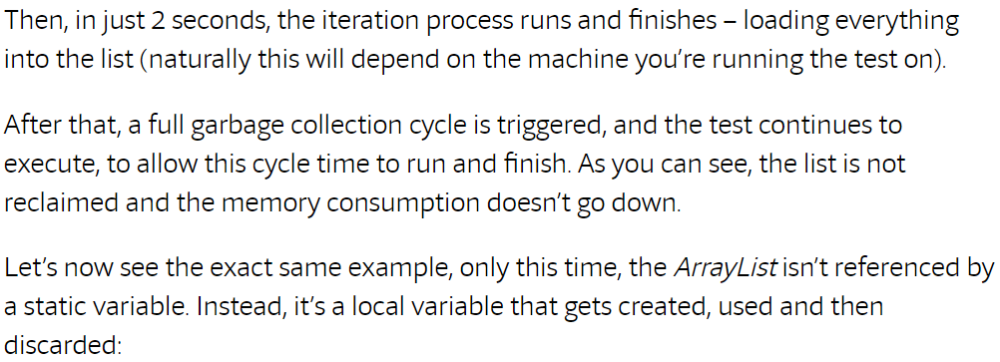 Then, in just 2 seconds, the iteration process runs and finishes – loading everything
into the list (naturally this will depend on the machine you're running the test on).
After that, a full garbage collection cycle is triggered, and the test continues to
execute, to allow this cycle time to run and finish. As you can see, the list is not
reclaimed and the memory consumption doesn't go down.
Let's now see the exact same example, only this time, the ArrayList isn't referenced by
a static variable. Instead, it's a local variable that gets created, used and then
discarded: